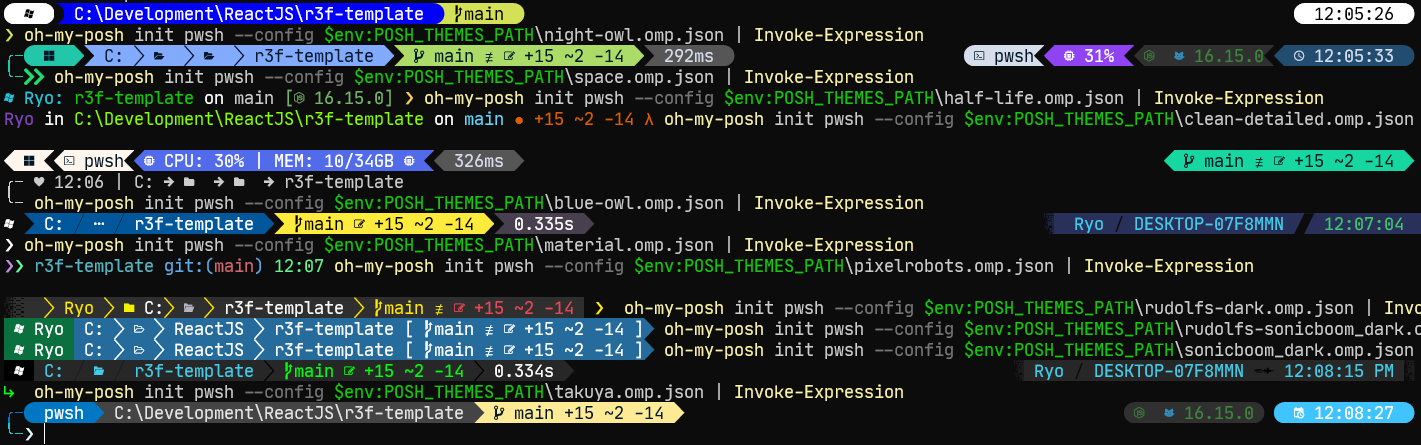 C:\Development\ReactJS\r3f-template main 12:05:26
❯ oh-my-posh init pwsh --config $env:POSH_THEMES_PATH\night-owl.omp.json | Invoke-Expression
C: r3f-template main ≢ +15 ~2 -14 292ms pwsh 31% 16.15.0 12:05:33
oh-my-posh init pwsh --config $env:POSH_THEMES_PATH\space.omp.json | Invoke-Expression
Ryo: r3f-template on main [16.15.0] ❯ oh-my-posh init pwsh --config $env:POSH_THEMES_PATH\half-life.omp.json | Invoke-Expression
Ryo in C:\Development\ReactJS\r3f-template on main ● +15 ~2 -14 λ oh-my-posh init pwsh --config $env:POSH_THEMES_PATH\clean-detailed.omp.json
pwsh CPU: 30% | MEM: 10/34GB 326ms main ≢ +15 ~2 -14
♥ 12:06 | C: → → → r3f-template
oh-my-posh init pwsh --config $env:POSH_THEMES_PATH\blue-owl.omp.json | Invoke-Expression
C: ⋯ r3f-template main +15 ~2 -14 0.335s Ryo / DESKTOP-07F8MMN / 12:07:04
❯ oh-my-posh init pwsh --config $env:POSH_THEMES_PATH\material.omp.json | Invoke-Expression
❯❯ r3f-template git:(main) 12:07 oh-my-posh init pwsh --config $env:POSH_THEMES_PATH\pixelrobots.omp.json | Invoke-Expression
Ryo C: r3f-template main ≢ +15 ~2 -14 ❯ oh-my-posh init pwsh --config $env:POSH_THEMES_PATH\rudolfs-dark.omp.json | Invo
Ryo C: ReactJS r3f-template [ main ≢ +15 ~2 -14 ] oh-my-posh init pwsh --config $env:POSH_THEMES_PATH\rudolfs-sonicboom_dark.o
Ryo C: ReactJS r3f-template [ main ≢ +15 ~2 -14 ] oh-my-posh init pwsh --config $env:POSH_THEMES_PATH\sonicboom_dark.omp.json
C: r3f-template main +15 ~2 -14 0.334s Ryo / DESKTOP-07F8MMN 12:08:15 PM
oh-my-posh init pwsh --config $env:POSH_THEMES_PATH\takuya.omp.json | Invoke-Expression
pwsh C:\Development\ReactJS\r3f-template main +15 ~2 -14 16.15.0 12:08:27
❯